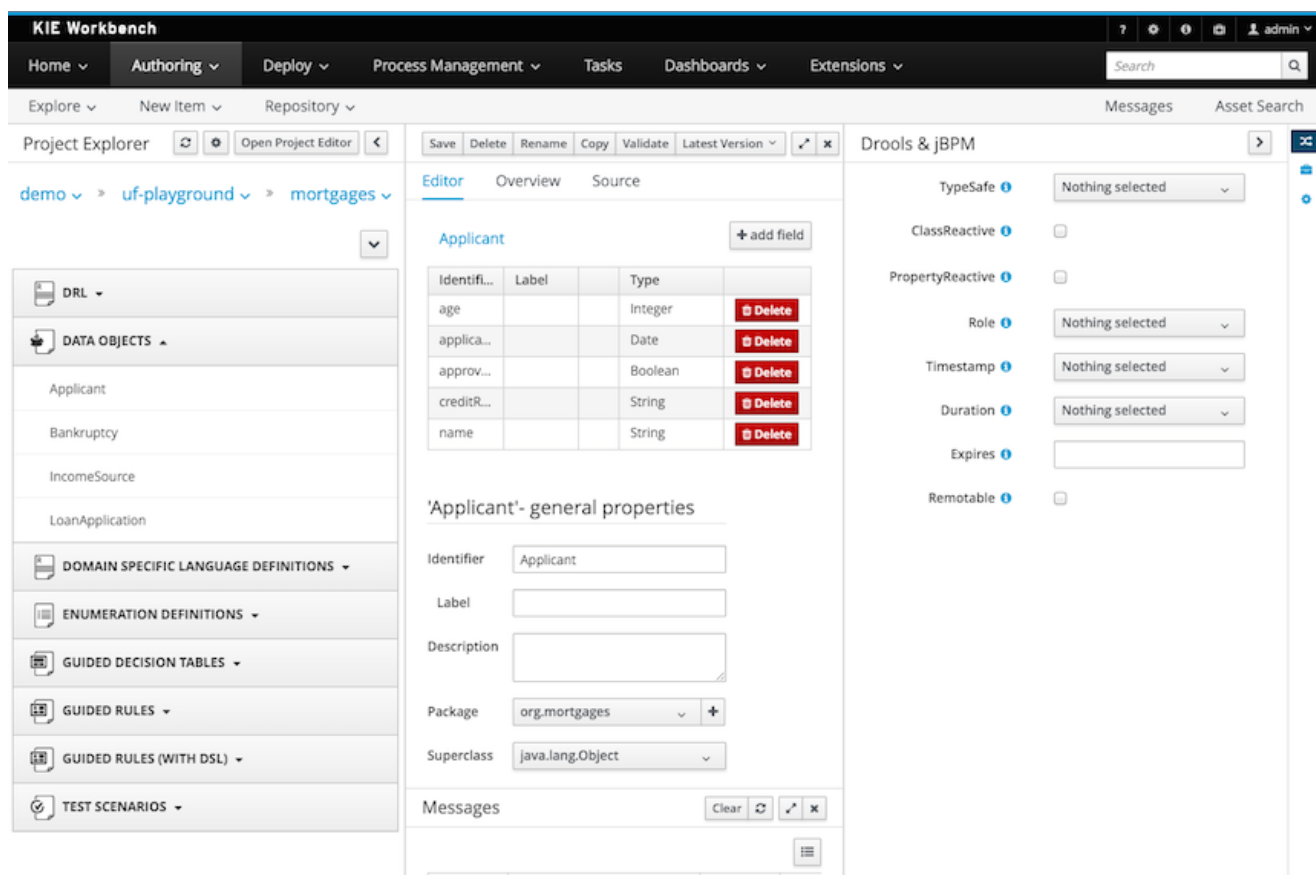 KIE Workbench
? admin
Home Authoring Deploy Process Management Tasks Dashboards Extensions Search
Explore New Item Repository Messages Asset Search
Project Explorer Open Project Editor
demo » uf-playground » mortgages
DRL
DATA OBJECTS
Applicant
Bankruptcy
IncomeSource
LoanApplication
DOMAIN SPECIFIC LANGUAGE DEFINITIONS
ENUMERATION DEFINITIONS
GUIDED DECISION TABLES
GUIDED RULES
GUIDED RULES (WITH DSL)
TEST SCENARIOS
Save Delete Rename Copy Validate Latest Version
Editor Overview Source
Applicant + add field
Identifi... Label Type
age Integer Delete
applica... Date Delete
approv... Boolean Delete
creditR... String Delete
name String Delete
'Applicant'- general properties
Identifier Applicant
Label
Description
Package org.mortgages +
Superclass java.lang.Object
Messages Clear
Drools & jBPM
TypeSafe Nothing selected
ClassReactive
PropertyReactive
Role Nothing selected
Timestamp Nothing selected
Duration Nothing selected
Expires
Remotable